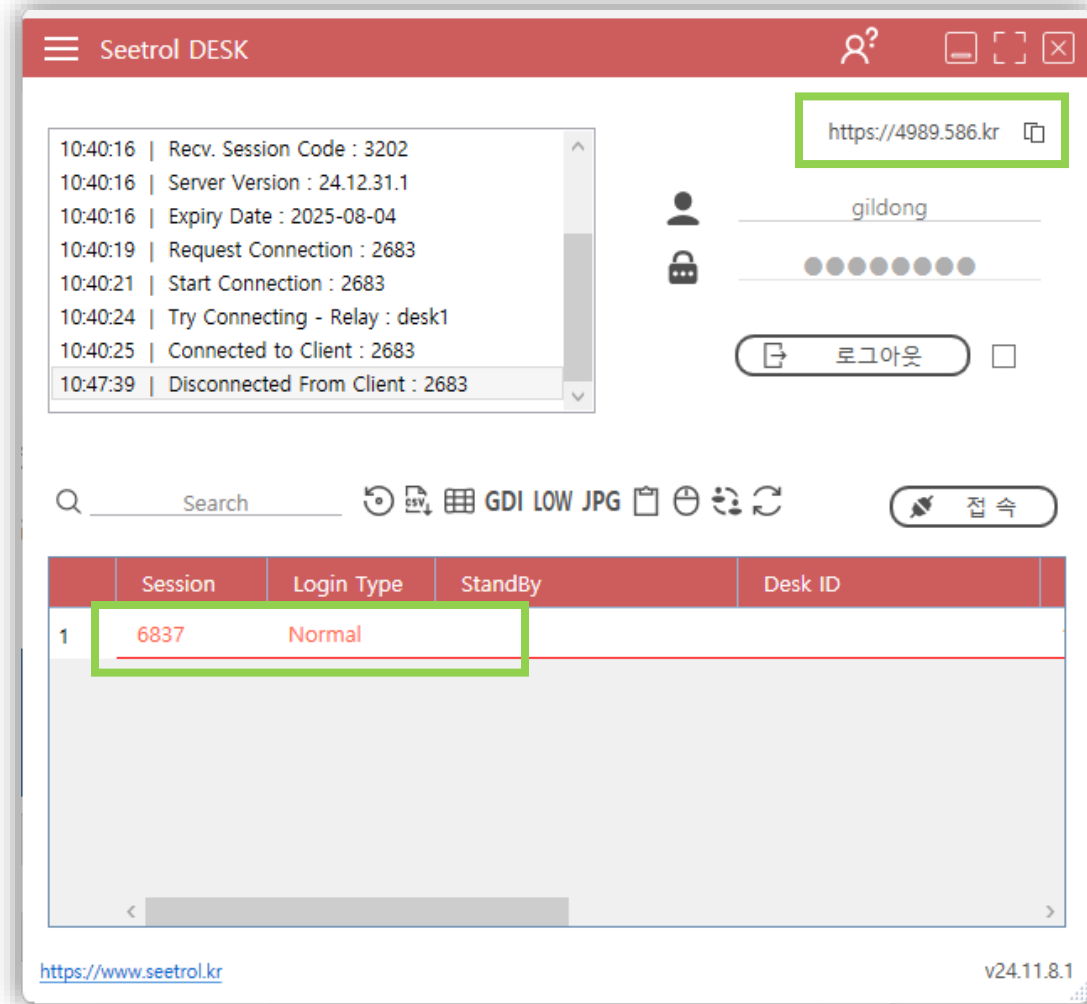 Seetrol DESK
https://4989.586.kr
10:40:16 | Recv. Session Code : 3202
10:40:16 | Server Version : 24.12.31.1
10:40:16 | Expiry Date : 2025-08-04
10:40:19 | Request Connection : 2683
10:40:21 | Start Connection : 2683
10:40:24 | Try Connecting - Relay : desk1
10:40:25 | Connected to Client : 2683
10:47:39 | Disconnected From Client : 2683
gildong
로그아웃
Search
CSV GDI LOW JPG
접 속
Session Login Type StandBy Desk ID
1 6837 Normal
https://www.seetrol.kr
v24.11.8.1